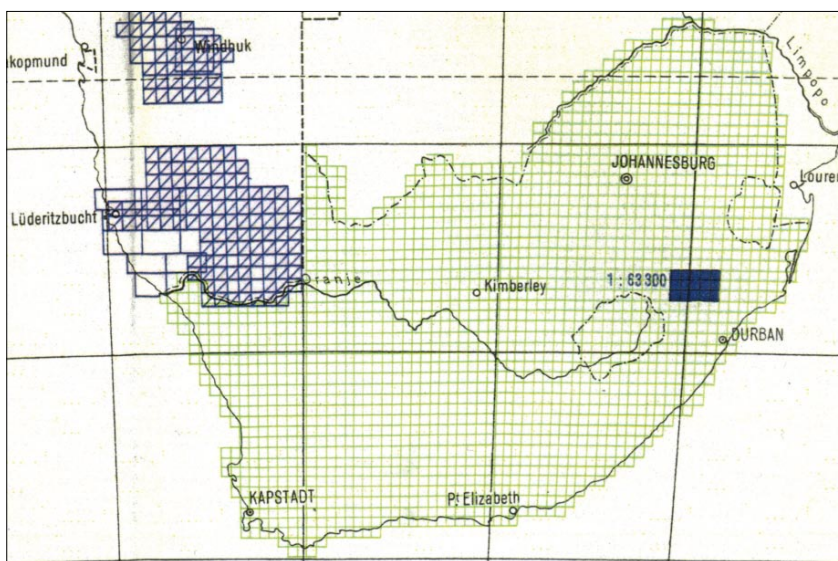 Windhuk
kopmund
Limpopo
JOHANNESBURG
Louren
Lüderitzbucht
Oranje
Kimberley
1 : 63 300
DURBAN
KAPSTADT
Pt Elizabeth